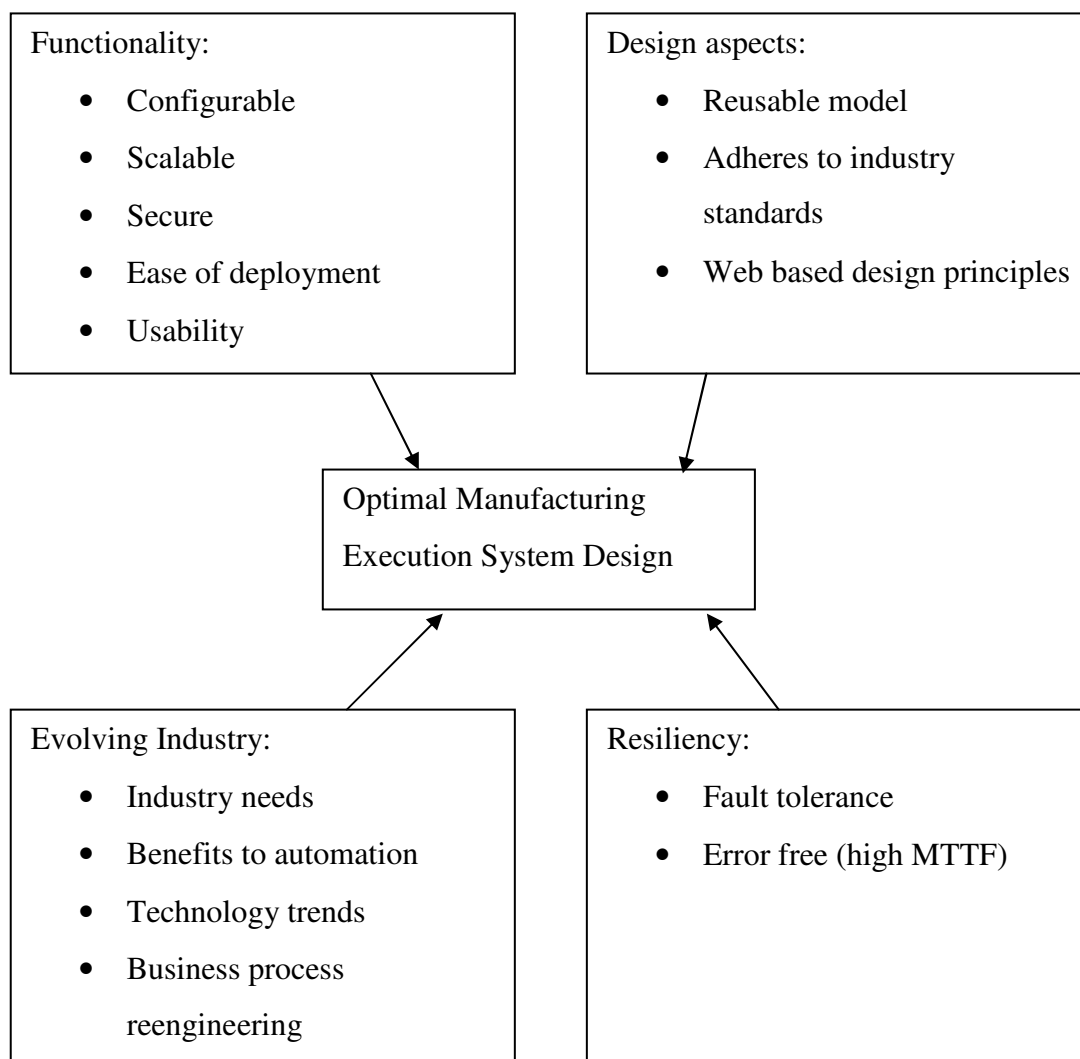 Functionality:
• Configurable
• Scalable
• Secure
• Ease of deployment
• Usability
Design aspects:
• Reusable model
• Adheres to industry
standards
• Web based design principles
Optimal Manufacturing
Execution System Design
Evolving Industry:
• Industry needs
• Benefits to automation
• Technology trends
• Business process
reengineering
Resiliency:
• Fault tolerance
• Error free (high MTTF)